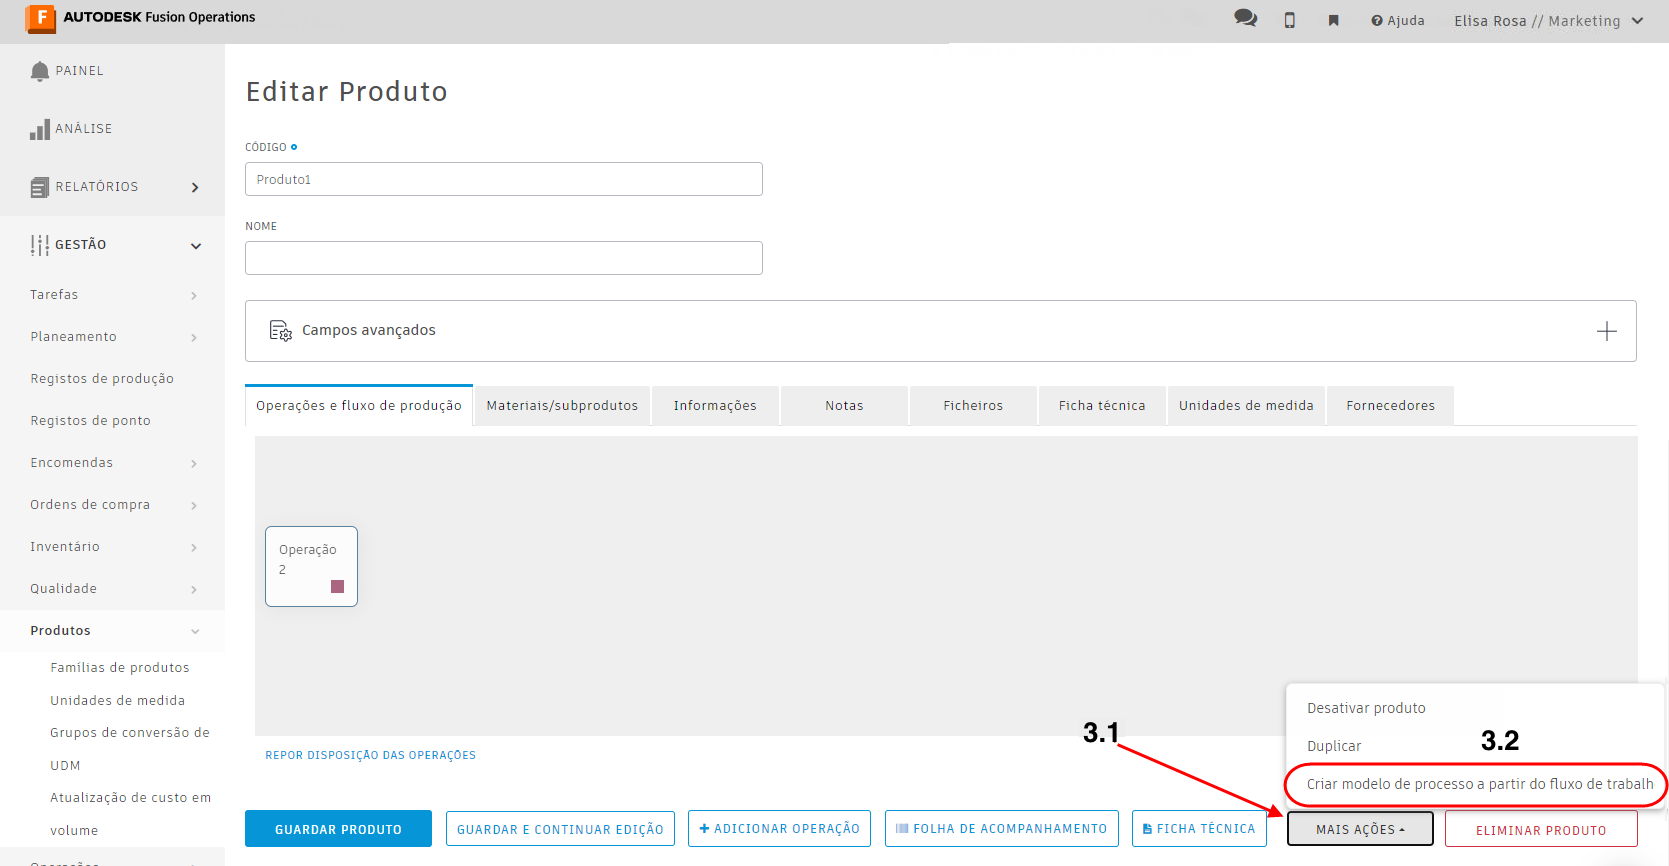 F AUTODESK Fusion Operations
Ajuda
Elisa Rosa // Marketing
PAINEL
ANÁLISE
RELATÓRIOS
GESTÃO
Tarefas
Planeamento
Registos de produção
Registos de ponto
Encomendas
Ordens de compra
Inventário
Qualidade
Produtos
Famílias de produtos
Unidades de medida
Grupos de conversão de
UDM
Atualização de custo em
volume
Operações
Editar Produto
CÓDIGO
Produto1
NOME
Campos avançados
Operações e fluxo de produção
Materiais/subprodutos
Informações
Notas
Ficheiros
Ficha técnica
Unidades de medida
Fornecedores
Operação
2
REPOR DISPOSIÇÃO DAS OPERAÇÕES
3.1
Desativar produto
Duplicar
3.2
Criar modelo de processo a partir do fluxo de trabalh
GUARDAR PRODUTO
GUARDAR E CONTINUAR EDIÇÃO
+ ADICIONAR OPERAÇÃO
FOLHA DE ACOMPANHAMENTO
FICHA TÉCNICA
MAIS AÇÕES
ELIMINAR PRODUTO